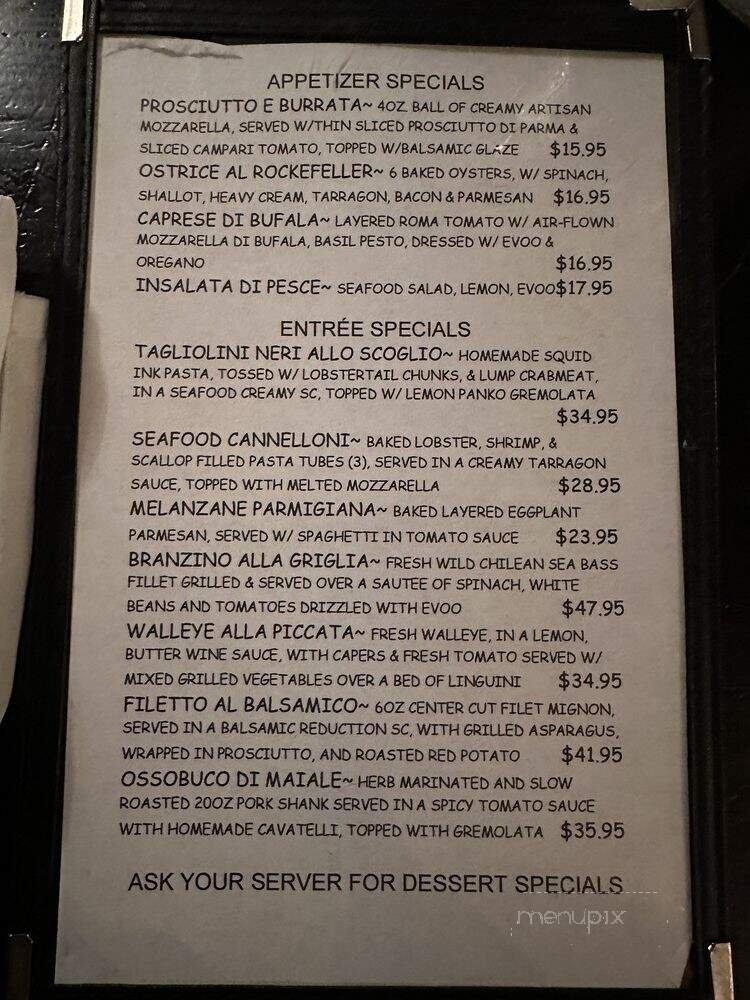 APPETIZER SPECIALS
PROSCIUTTO E BURRATA~ 4OZ BALL OF CREAMY ARTISAN
MOZZARELLA, SERVED W/THIN SLICED PROSCIUTTO DI PARMA &
SLICED CAMPARI TOMATO, TOPPED W/BALSAMIC GLAZE $15.95
OSTRICE AL ROCKEFELLER~ 6 BAKED OYSTERS, W/ SPINACH,
SHALLOT, HEAVY CREAM, TARRAGON, BACON & PARMESAN $16.95
CAPRESE DI BUFALA~ LAYERED ROMA TOMATO W/ AIR-FLOWN
MOZZARELLA DI BUFALA, BASIL PESTO, DRESSED W/ EVOO &
OREGANO $16.95
INSALATA DI PESCE~ SEAFOOD SALAD, LEMON, EVOO$17.95
ENTRÉE SPECIALS
TAGLIOLINI NERI ALLO SCOGLIO~ HOMEMADE SQUID
INK PASTA, TOSSED W/ LOBSTERTAIL CHUNKS, & LUMP CRABMEAT,
IN A SEAFOOD CREAMY SC, TOPPED W/ LEMON PANKO GREMOLATA
$34.95
SEAFOOD CANNELLONI~ BAKED LOBSTER, SHRIMP, &
SCALLOP FILLED PASTA TUBES (3), SERVED IN A CREAMY TARRAGON
SAUCE, TOPPED WITH MELTED MOZZARELLA $28.95
MELANZANE PARMIGIANA~ BAKED LAYERED EGGPLANT
PARMESAN, SERVED W/ SPAGHETTI IN TOMATO SAUCE $23.95
BRANZINO ALLA GRIGLIA~ FRESH WILD CHILEAN SEA BASS
FILLET GRILLED & SERVED OVER A SAUTEE OF SPINACH, WHITE
BEANS AND TOMATOES DRIZZLED WITH EVOO $47.95
WALLEYE ALLA PICCATA~ FRESH WALLEYE, IN A LEMON,
BUTTER WINE SAUCE, WITH CAPERS & FRESH TOMATO SERVED W/
MIXED GRILLED VEGETABLES OVER A BED OF LINGUINI $34.95
FILETTO AL BALSAMICO~ 6OZ CENTER CUT FILET MIGNON,
SERVED IN A BALSAMIC REDUCTION SC, WITH GRILLED ASPARAGUS,
WRAPPED IN PROSCIUTTO, AND ROASTED RED POTATO $41.95
OSSOBUCO DI MAIALE~ HERB MARINATED AND SLOW
ROASTED 20OZ PORK SHANK SERVED IN A SPICY TOMATO SAUCE
WITH HOMEMADE CAVATELLI, TOPPED WITH GREMOLATA $35.95
ASK YOUR SERVER FOR DESSERT SPECIALS
menupix